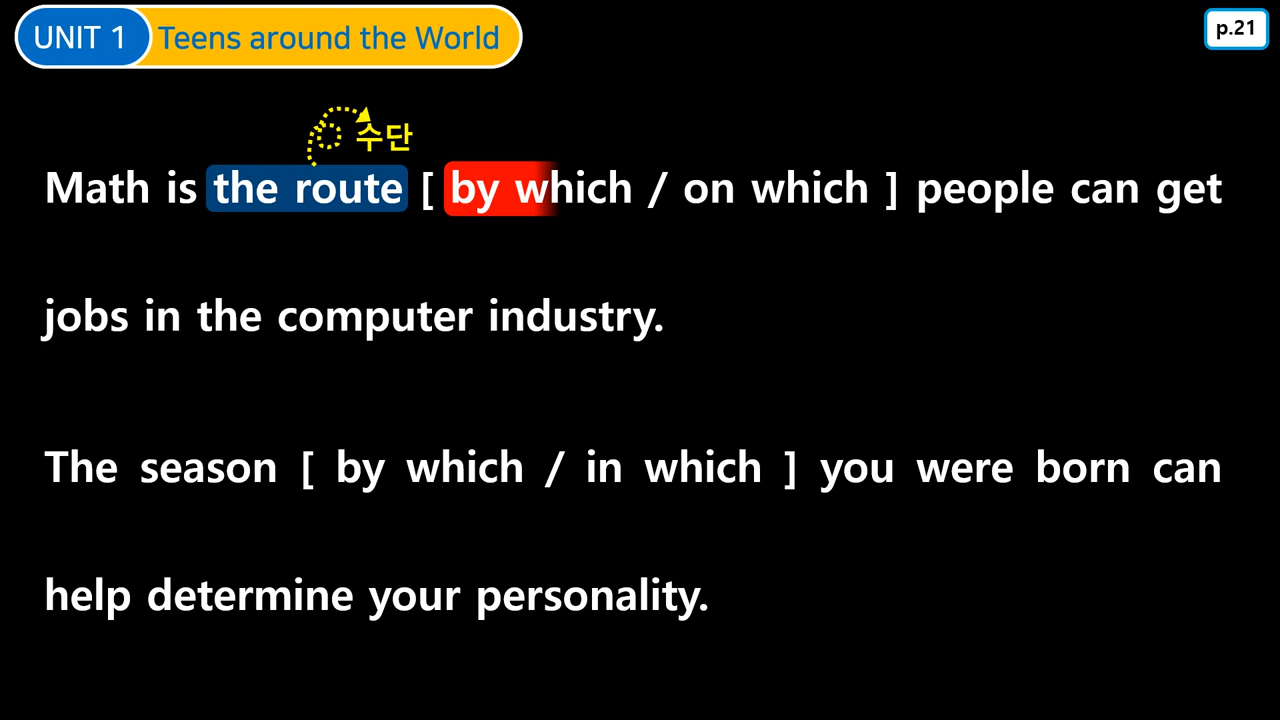 UNIT 1 Teens around the World
p.21
수단
Math is the route [ by which / on which ] people can get
jobs in the computer industry.
The season [ by which / in which ] you were born can
help determine your personality.